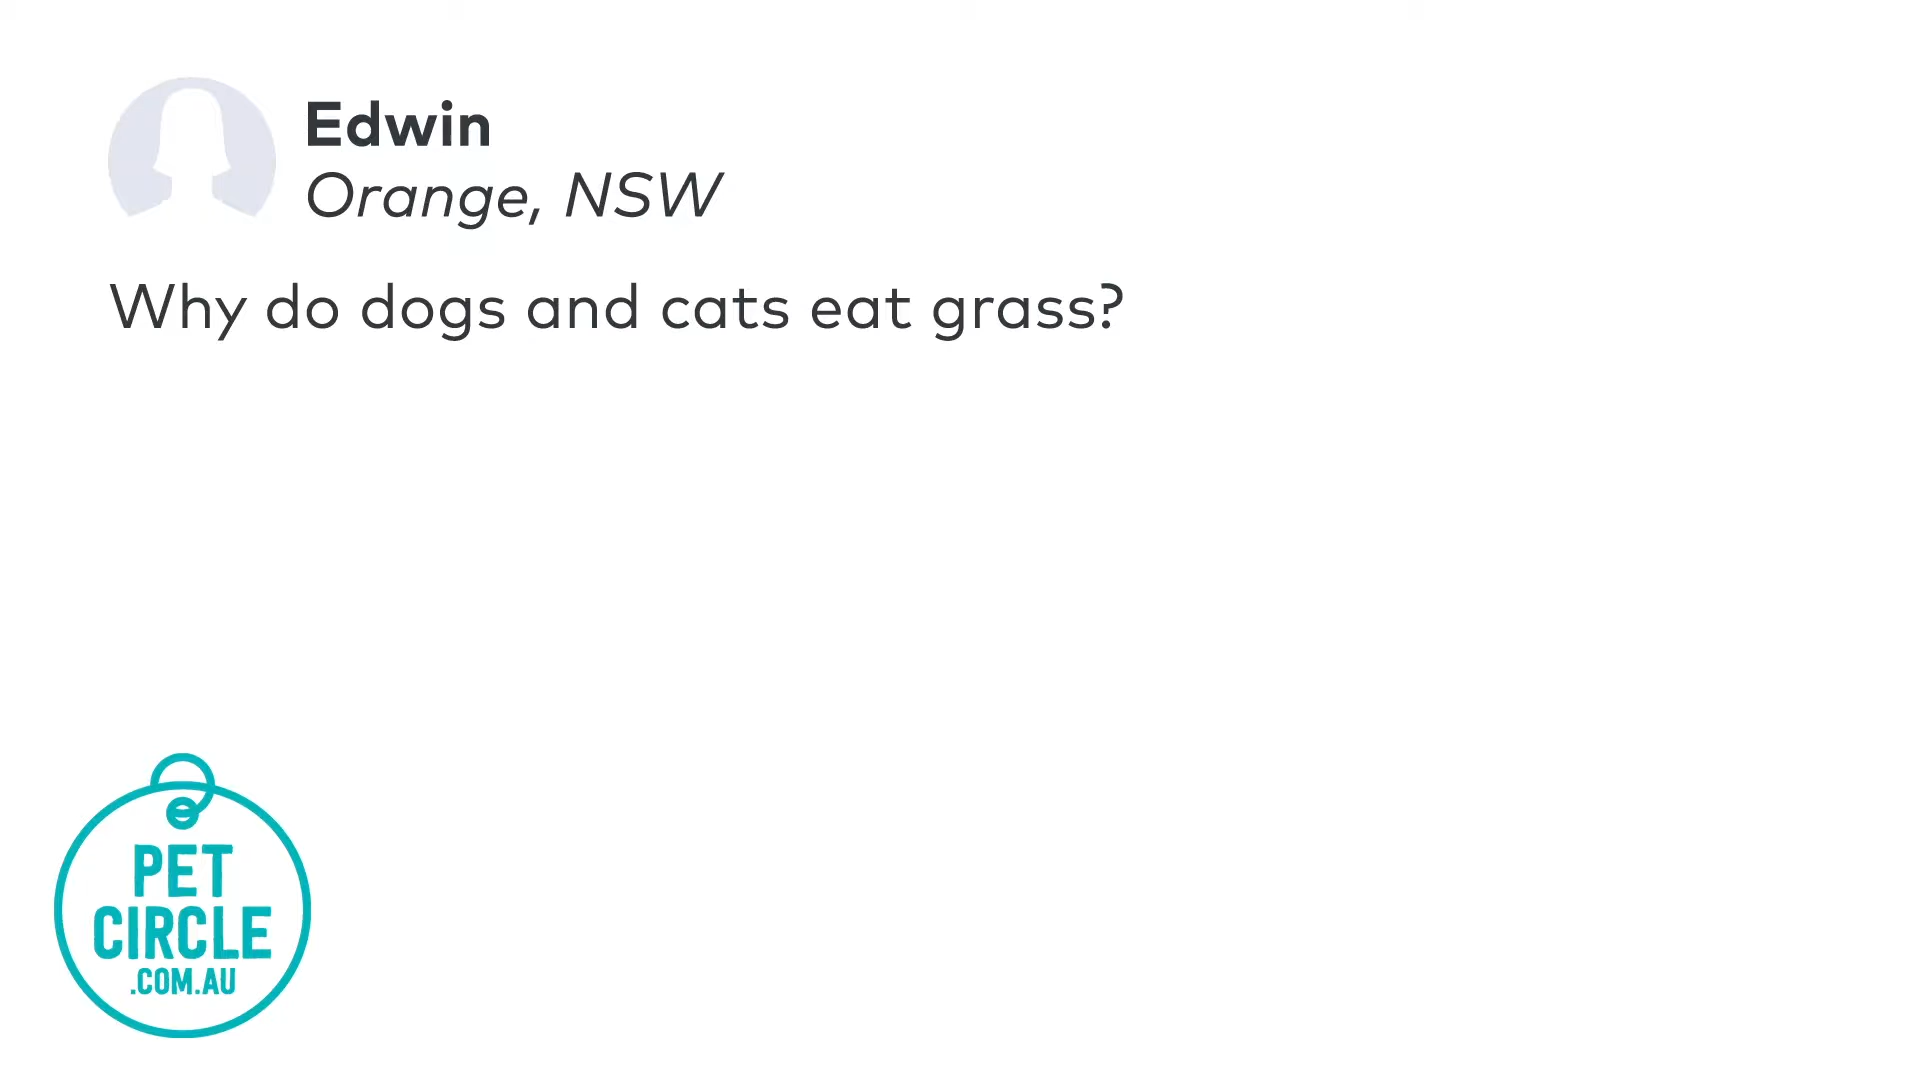 Edwin
Orange, NSW
Why do dogs and cats eat grass?
PET
CIRCLE
.COM.AU